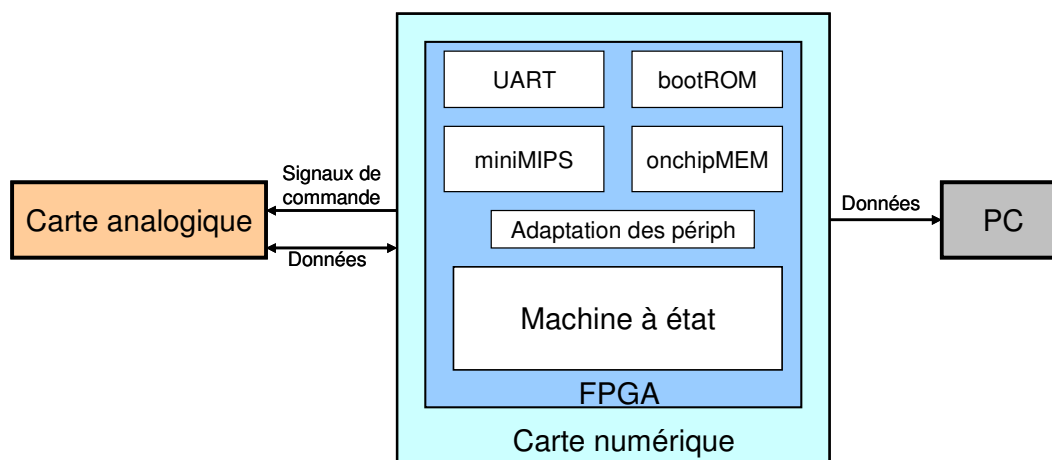 UART
bootROM
miniMIPS
onchipMEM
Signaux de
commande
Carte analogique
Données
Adaptation des périph
Données
PC
Machine à état
FPGA
Carte numérique